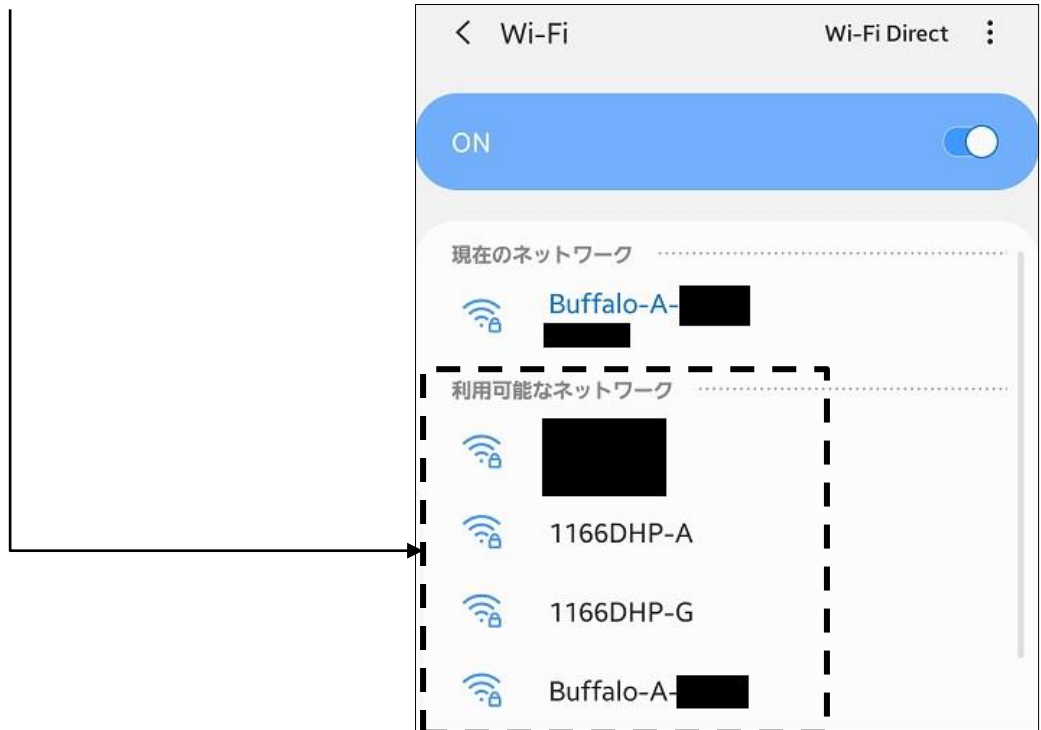 Wi-Fi
Wi-Fi Direct
ON
現在のネットワーク
Buffalo-A-
利用可能なネットワーク
1166DHP-A
1166DHP-G
Buffalo-A-